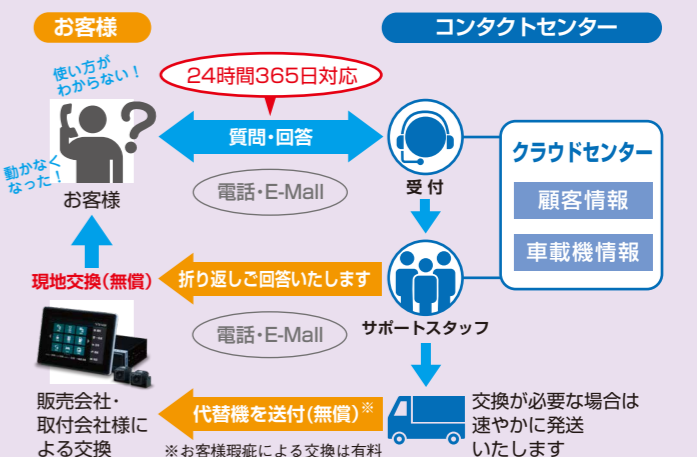 お客様
コンタクトセンター
使い方が
わからない!
24時間365日対応
質問・回答
動かなく
なった!
お客様
電話・E-Mall
受付
クラウドセンター
顧客情報
車載機情報
現地交換(無償)
折り返しご回答いたします
電話・E-Mall
サポートスタッフ
販売会社・
取付会社様に
よる交換
代替機を送付(無償)※
※お客様瑕疵による交換は有料
交換が必要な場合は
速やかに発送
いたします